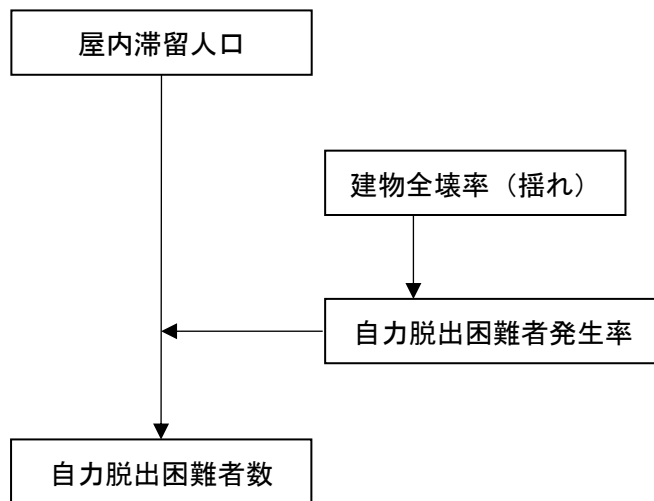 屋内滞留人口
建物全壊率（揺れ）
自力脱出困難者発生率
自力脱出困難者数